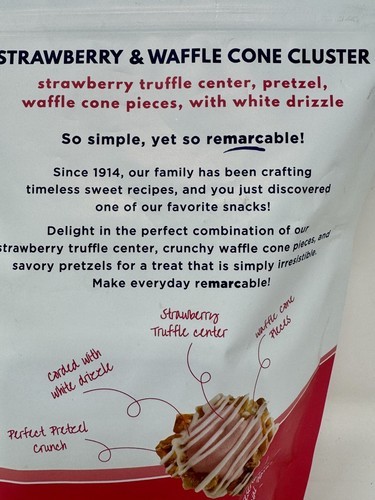 STRAWBERRY & WAFFLE CONE CLUSTER
strawberry truffle center, pretzel,
waffle cone pieces, with white drizzle
So simple, yet so remarcable!
Since 1914, our family has been crafting
timeless sweet recipes, and you just discovered
one of our favorite snacks!
Delight in the perfect combination of our
strawberry truffle center, crunchy waffle cone pieces, and
savory pretzels for a treat that is simply irresistible.
Make everyday remarcable!
Strawberry
Truffle center
waffle cone
pieces
corded with
white drizzle
Perfect Pretzel
crunch